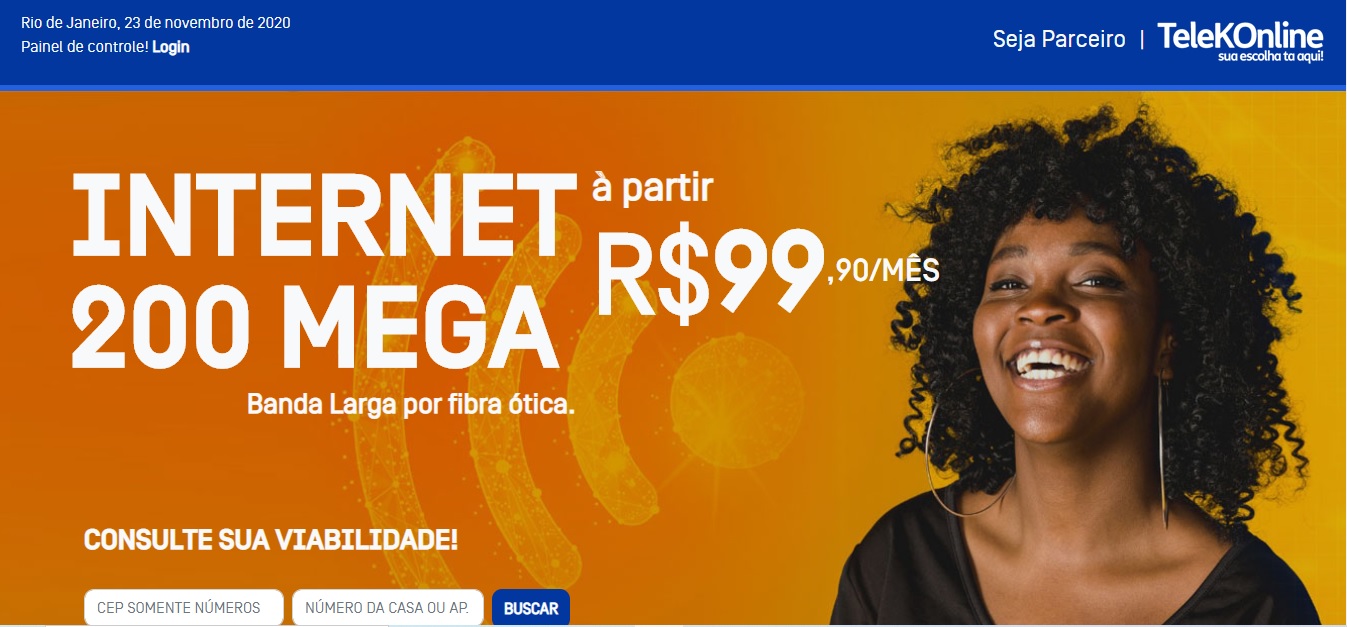 Rio de Janeiro, 23 de novembro de 2020
Painel de controle! Login
Seja Parceiro | TeleKOnline
sua escolha ta aqui!
INTERNET
200 MEGA
à partir
R$99,90/MÊS
Banda Larga por fibra ótica.
CONSULTE SUA VIABILIDADE!
CEP SOMENTE NÚMEROS
NÚMERO DA CASA OU AP.
BUSCAR